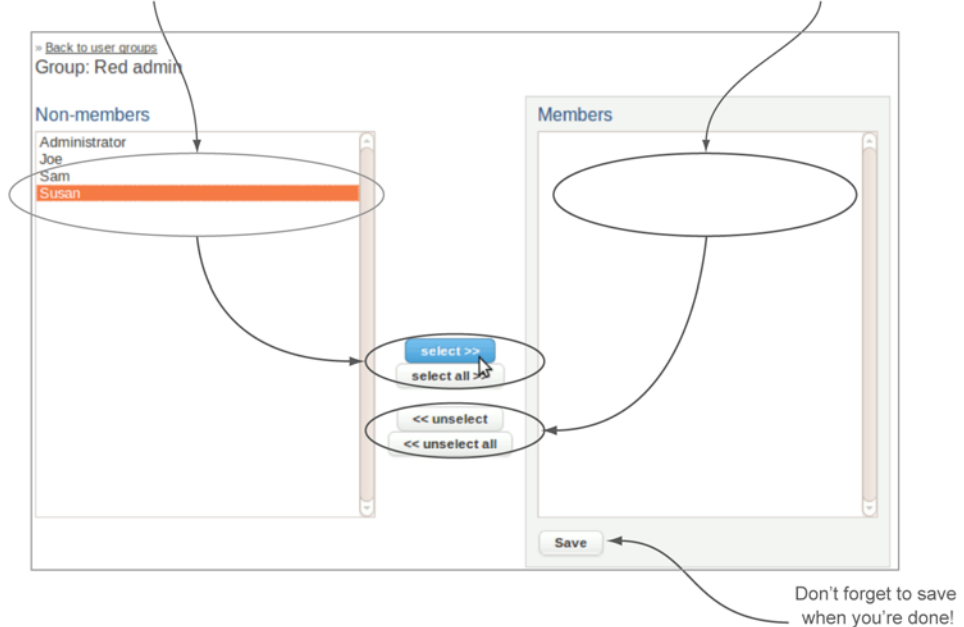 » Back to user groups
Group: Red admin
Non-members
Members
Administrator
Joe
Sam
Susan
select >>
select all >>
<< unselect
<< unselect all
Save
Don't forget to save
when you're done!